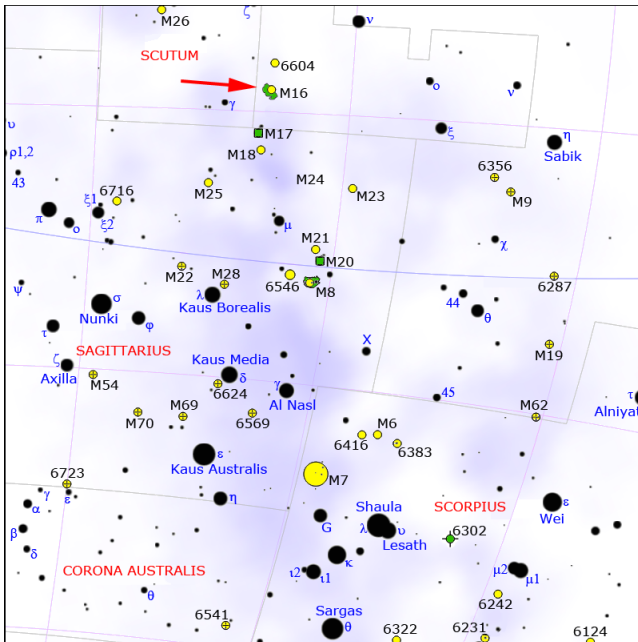 M26
ζ
ν
SCUTUM
6604
M16
ο
ν
γ
υ
M17
ξ
η
Sabik
M18
ρ1,2
43
M24
6356
M25
M23
M9
6716
ξ1
π
ο
ξ2
μ
M21
χ
M20
M22
M28
6546
M8
6287
ψ
λ
Kaus Borealis
σ
Nunki
φ
44
θ
τ
SAGITTARIUS
X
M19
ζ
Axilla
Kaus Media
δ
M54
6624
γ
Al Nasl
45
τ
Alniyat
M62
M70
M69
6569
M6
6416
6383
ε
Kaus Australis
M7
6723
γ
ε
α
η
Shaula
SCORPIUS
ε
Wei
G
λ
υ
Lesath
6302
β
δ
κ
CORONA AUSTRALIS
ι2
ι1
μ2
μ1
θ
6242
Sargas
θ
6541
6322
6231
6124